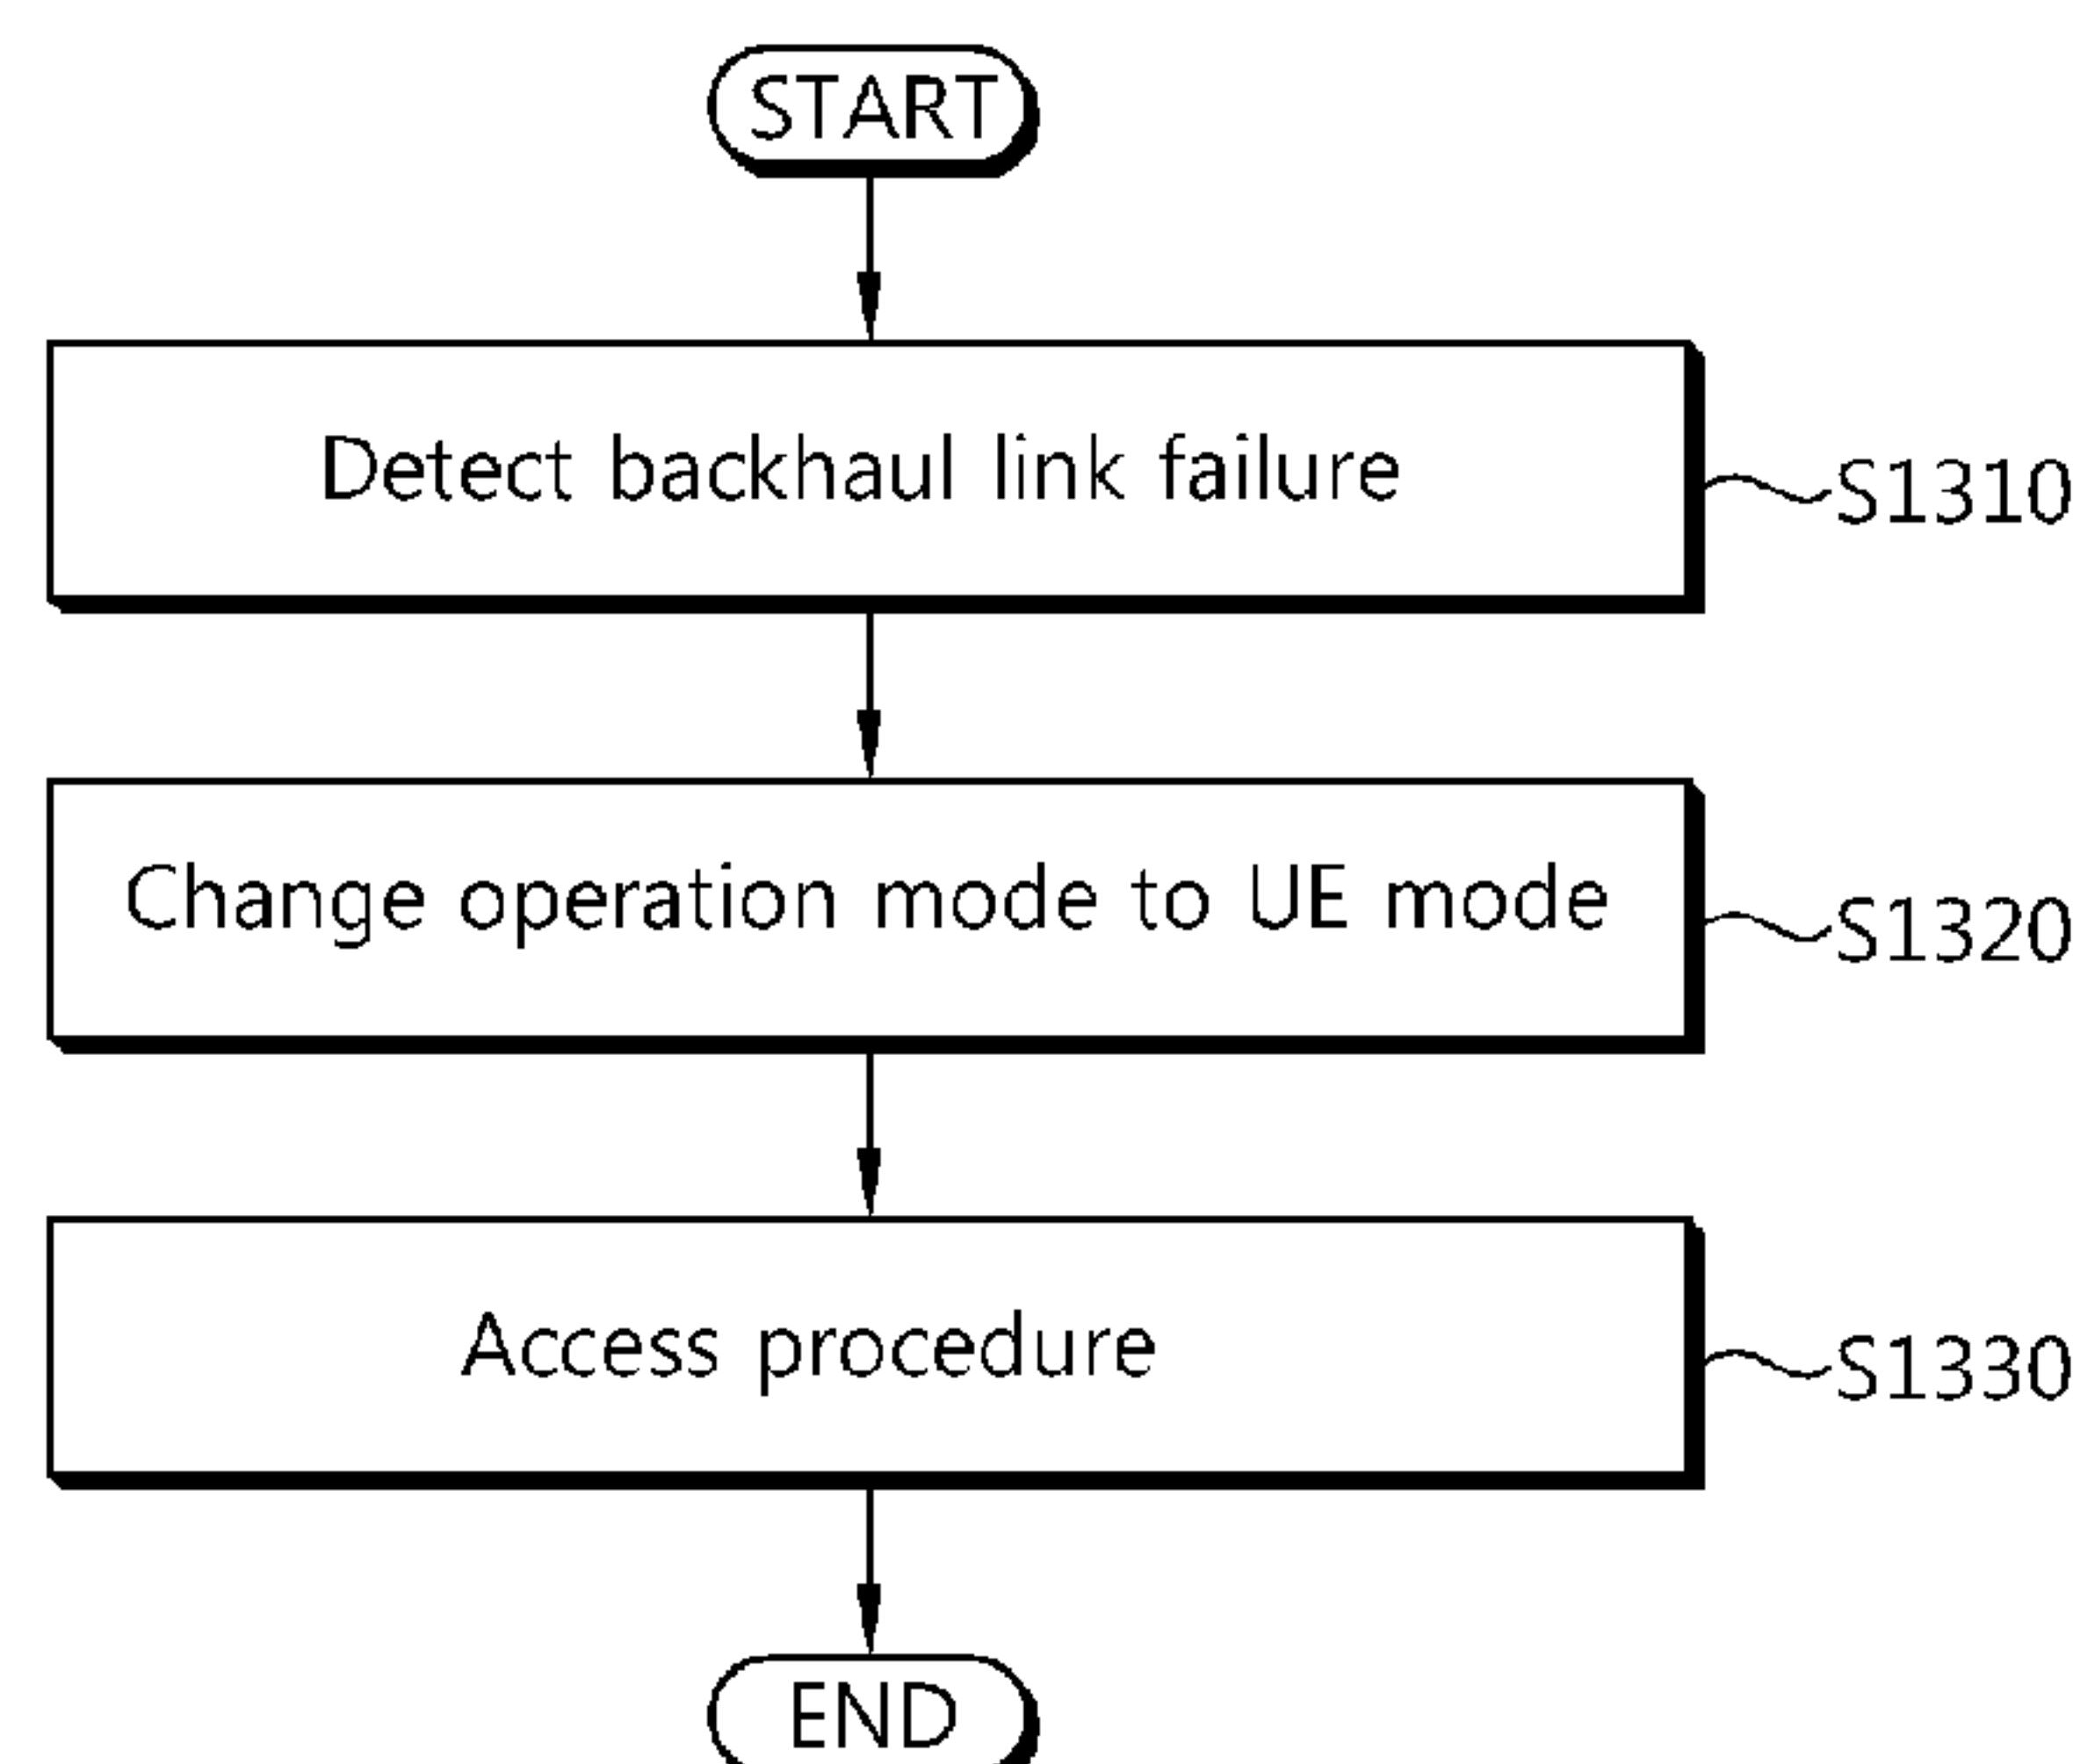 START
Detect backhaul link failure
S1310
Change operation mode to UE mode
S1320
Access procedure
S1330
END